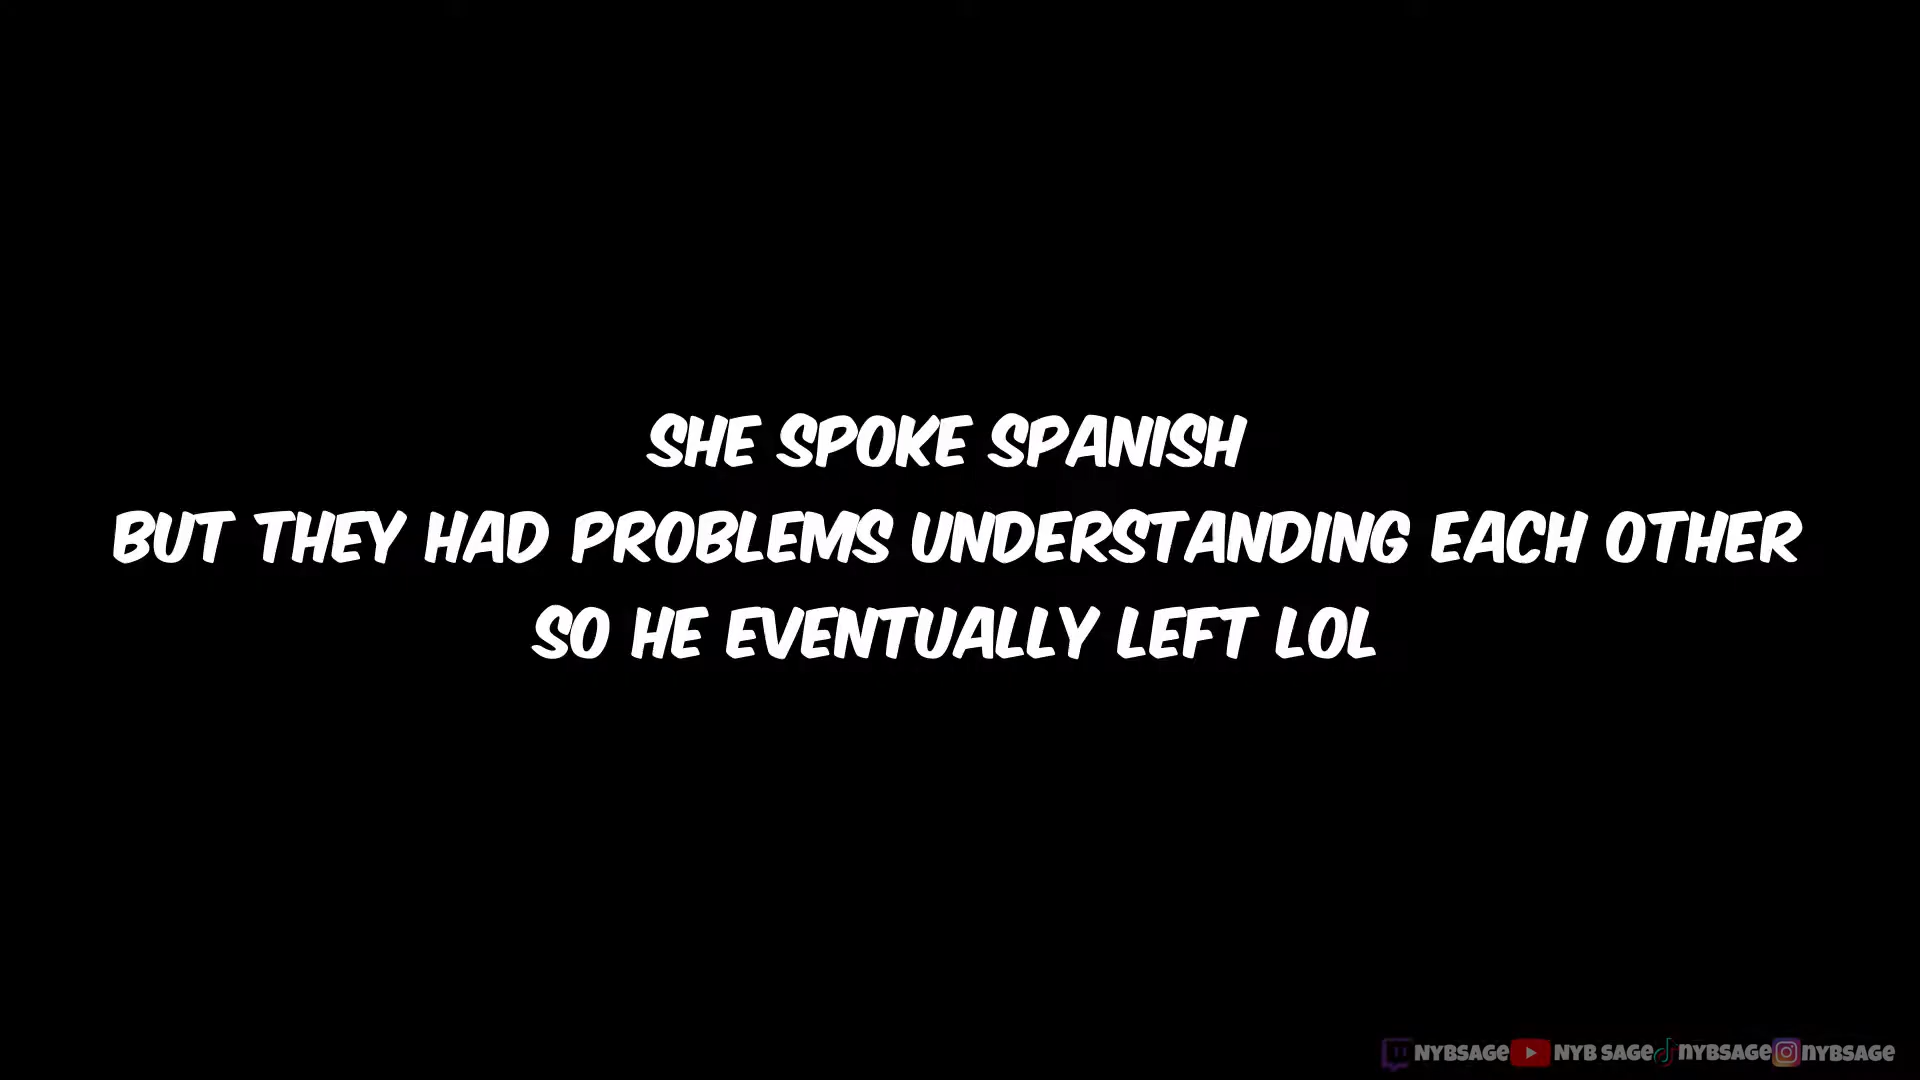 SHE SPOKE SPANISH
BUT THEY HAD PROBLEMS UNDERSTANDING EACH OTHER
SO HE EVENTUALLY LEFT LOL
NYBSAGE NYB SAGE NYBSAGE NYBSAGE